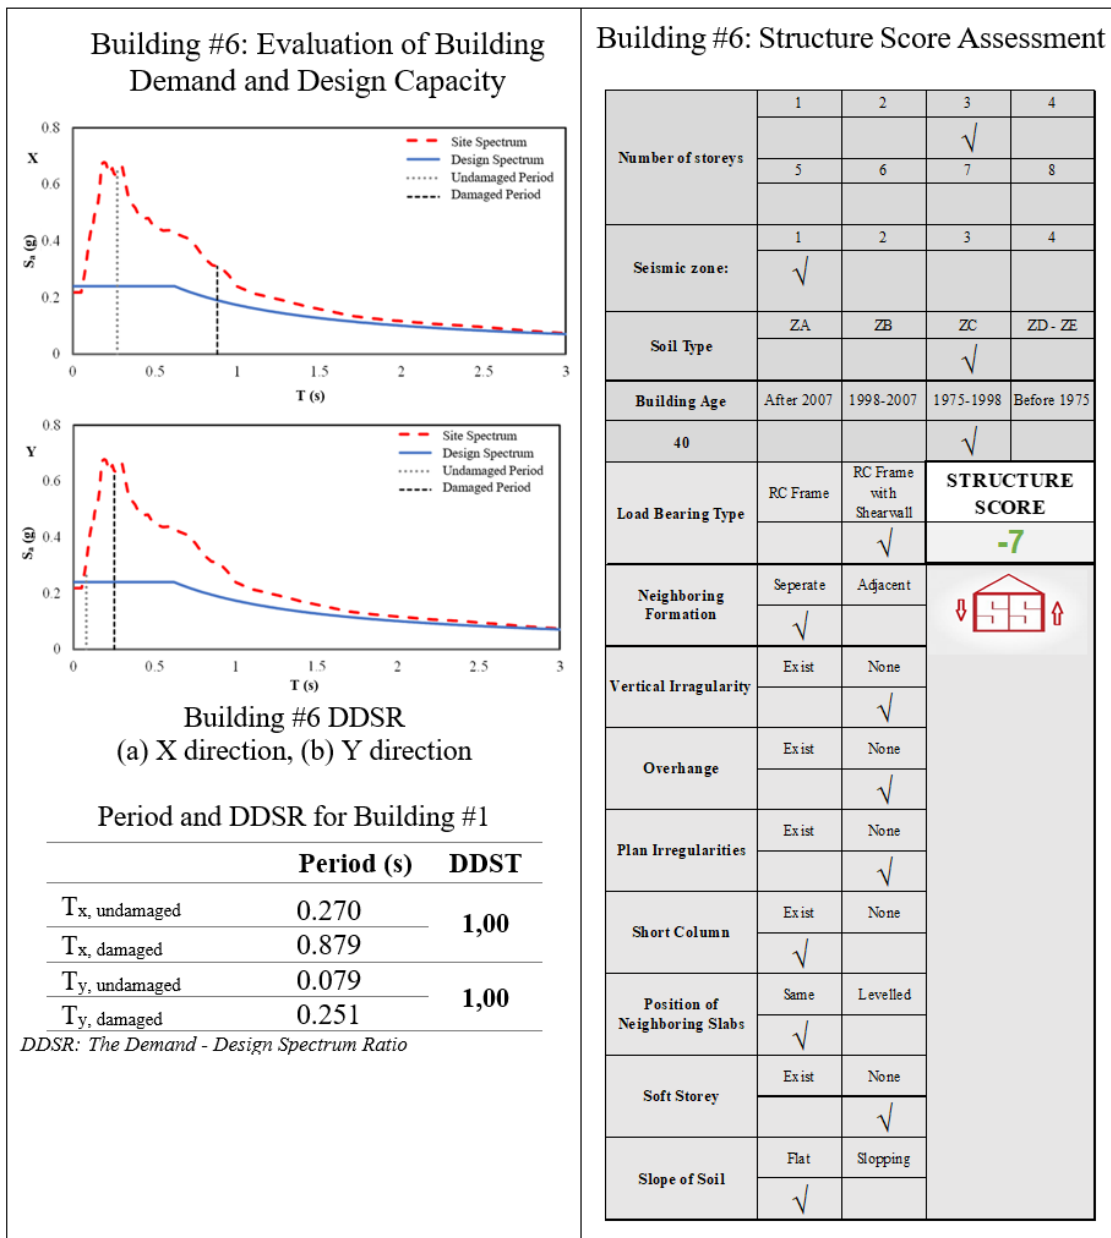 Building #6: Evaluation of Building
Demand and Design Capacity
0.8
X
0.6
0.4
Sa (g)
0.2
0
0
0.5
1
1.5
2
2.5
3
T (s)
Site Spectrum
Design Spectrum
Undamaged Period
Damaged Period
0.8
Y
0.6
0.4
Sa (g)
0.2
0
0
0.5
1
1.5
2
2.5
3
T (s)
Site Spectrum
Design Spectrum
Undamaged Period
Damaged Period
Building #6 DDSR
(a) X direction, (b) Y direction
Period and DDSR for Building #1
Period (s) DDST
Tx, undamaged 0.270
1,00
Tx, damaged 0.879
Ty, undamaged 0.079
1,00
Ty, damaged 0.251
DDSR: The Demand - Design Spectrum Ratio
Building #6: Structure Score Assessment
Number of storeys
1 2 3 4
√
5 6 7 8
Seismic zone:
1 2 3 4
√
Soil Type
ZA ZB ZC ZD - ZE
√
Building Age After 2007 1998-2007 1975-1998 Before 1975
40 √
Load Bearing Type
RC Frame
RC Frame
with
Shearwall
√
STRUCTURE
SCORE
-7
Neighboring
Formation
Seperate Adjacent
√
Vertical Irragularity
Exist None
√
Overhange
Exist None
√
Plan Irregularities
Exist None
√
Short Column
Exist None
√
Position of
Neighboring Slabs
Same Levelled
√
Soft Storey
Exist None
√
Slope of Soil
Flat Slopping
√